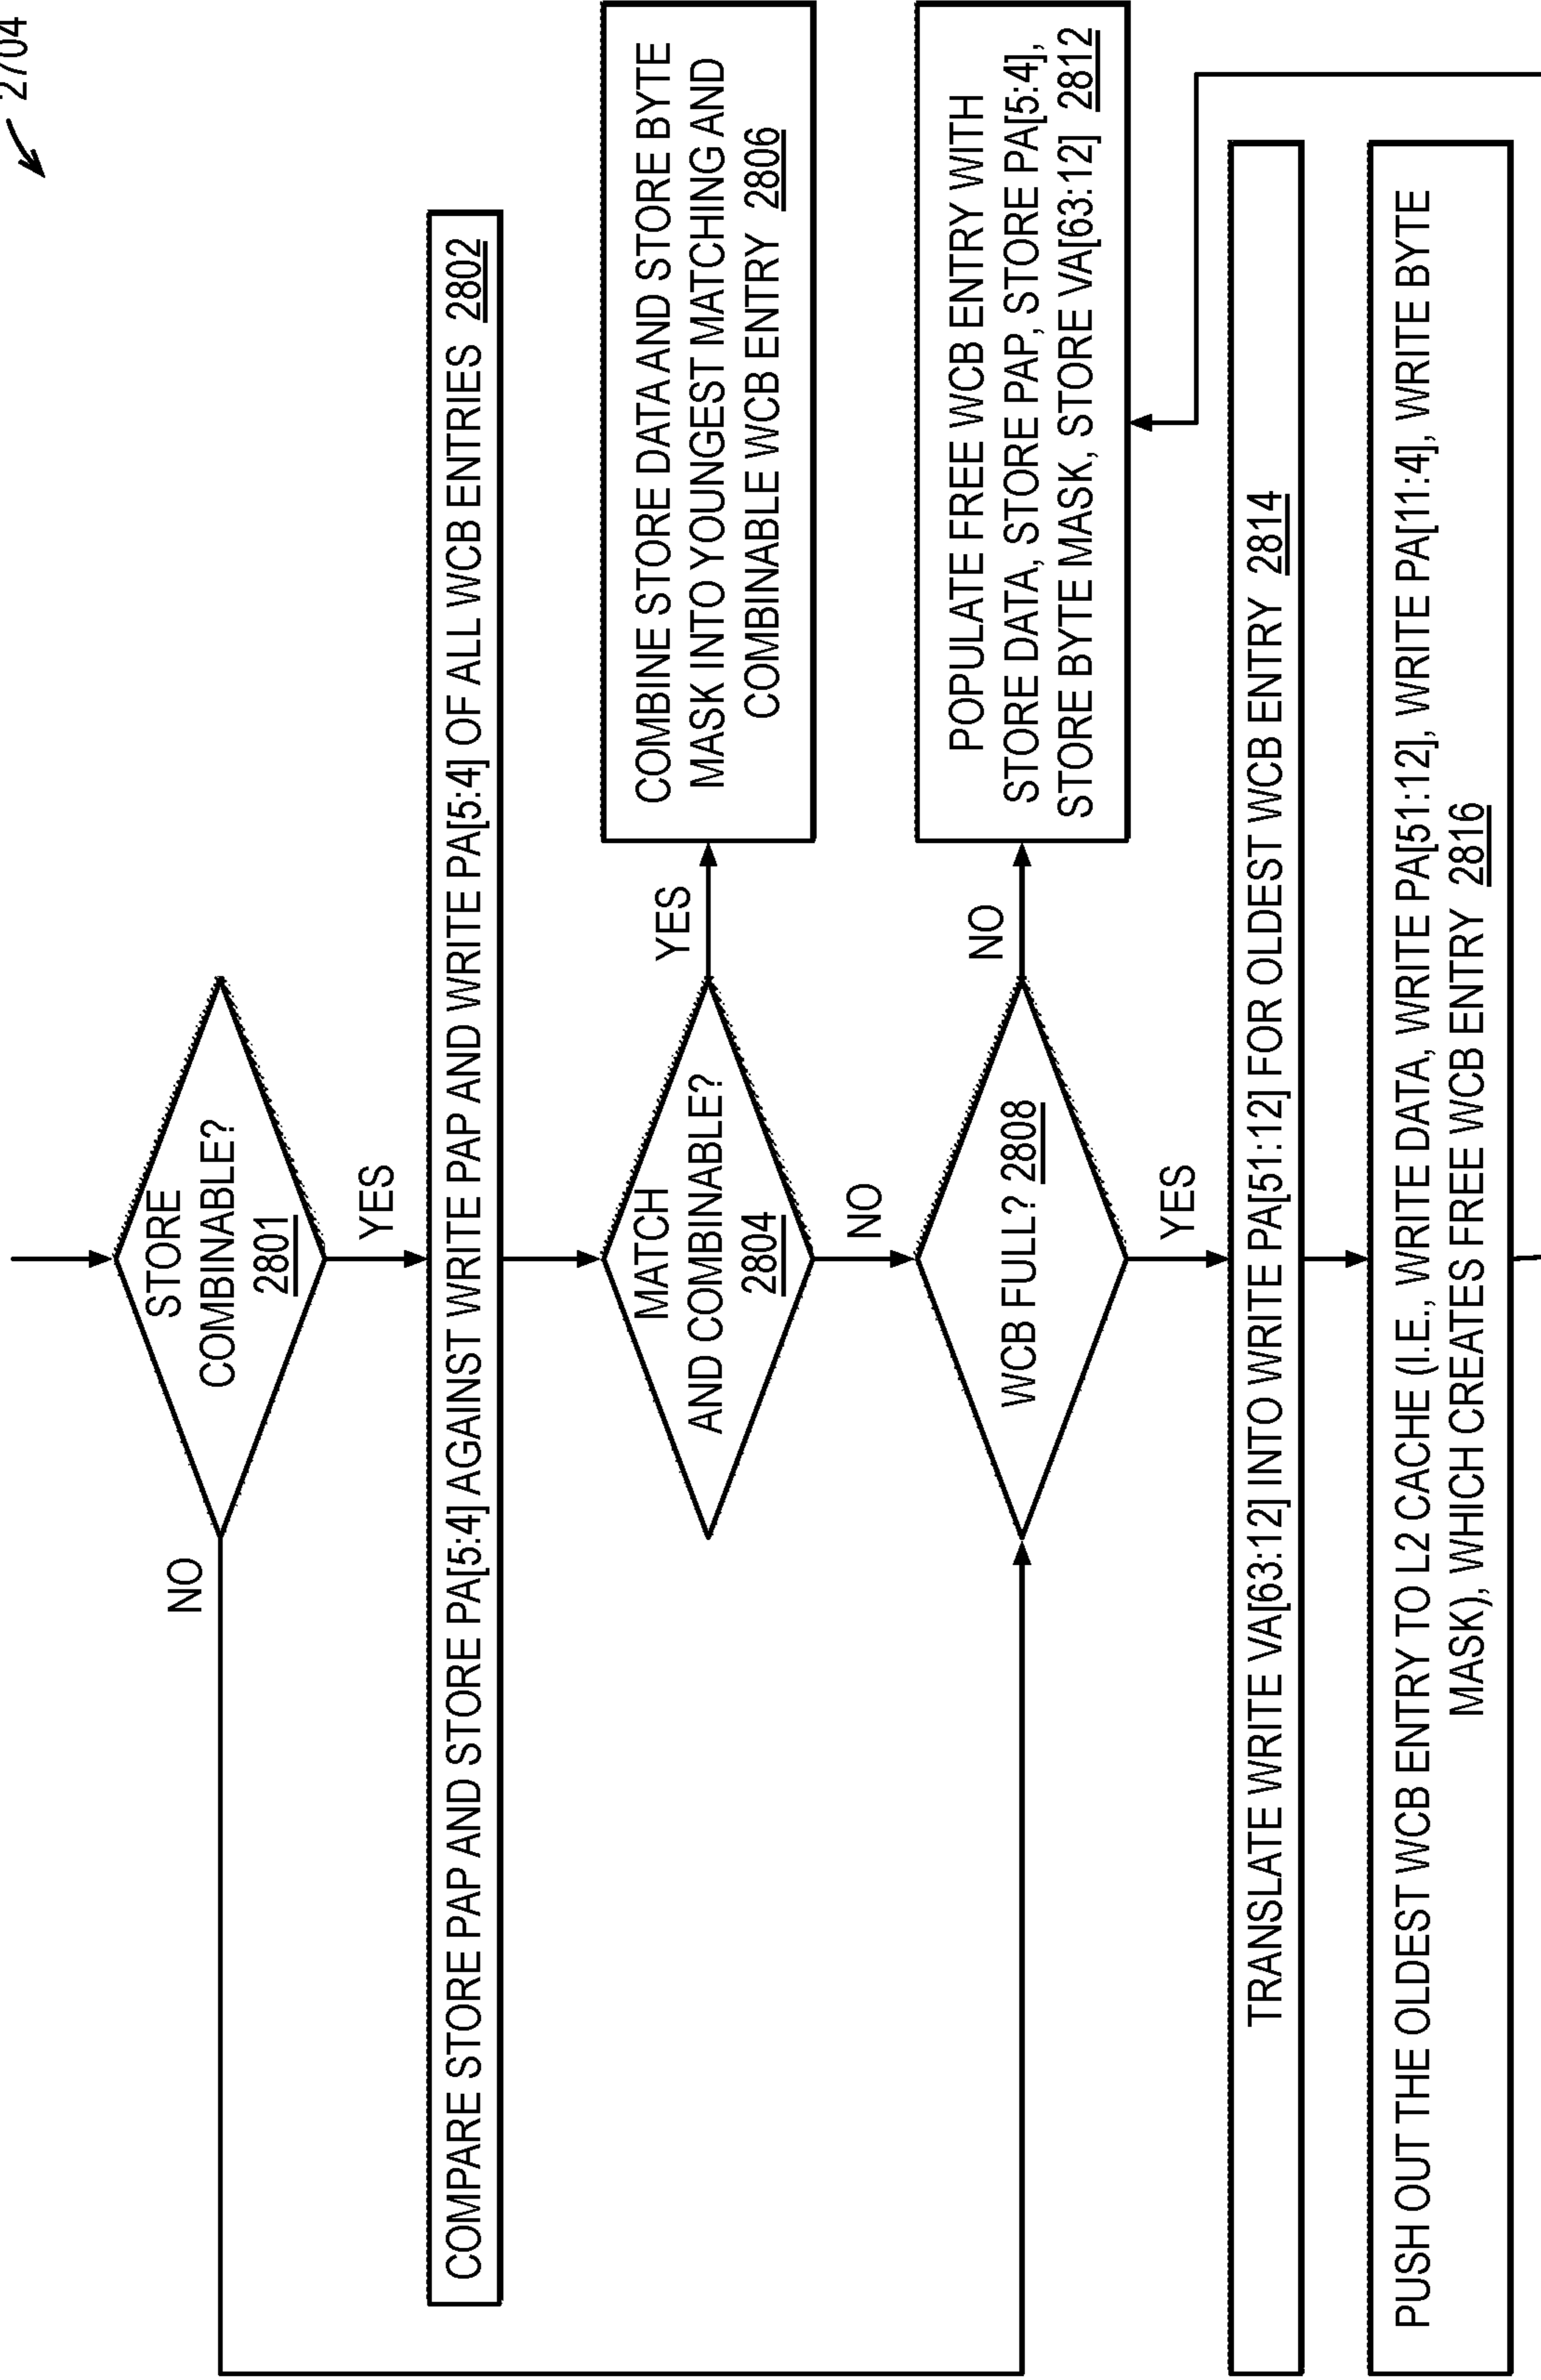 2704
STORE
COMBINABLE?
2801
NO
YES
COMPARE STORE PAP AND STORE PA[5:4] AGAINST WRITE PAP AND WRITE PA[5:4] OF ALL WCB ENTRIES 2802
MATCH
AND COMBINABLE?
2804
YES
COMBINE STORE DATA AND STORE BYTE
MASK INTO YOUNGEST MATCHING AND
COMBINABLE WCB ENTRY 2806
NO
WCB FULL? 2808
NO
POPULATE FREE WCB ENTRY WITH
STORE DATA, STORE PAP, STORE PA[5:4],
STORE BYTE MASK, STORE VA[63:12] 2812
YES
TRANSLATE WRITE VA[63:12] INTO WRITE PA[51:12] FOR OLDEST WCB ENTRY 2814
PUSH OUT THE OLDEST WCB ENTRY TO L2 CACHE (I.E., WRITE DATA, WRITE PA[51:12], WRITE PA[11:4], WRITE BYTE
MASK), WHICH CREATES FREE WCB ENTRY 2816